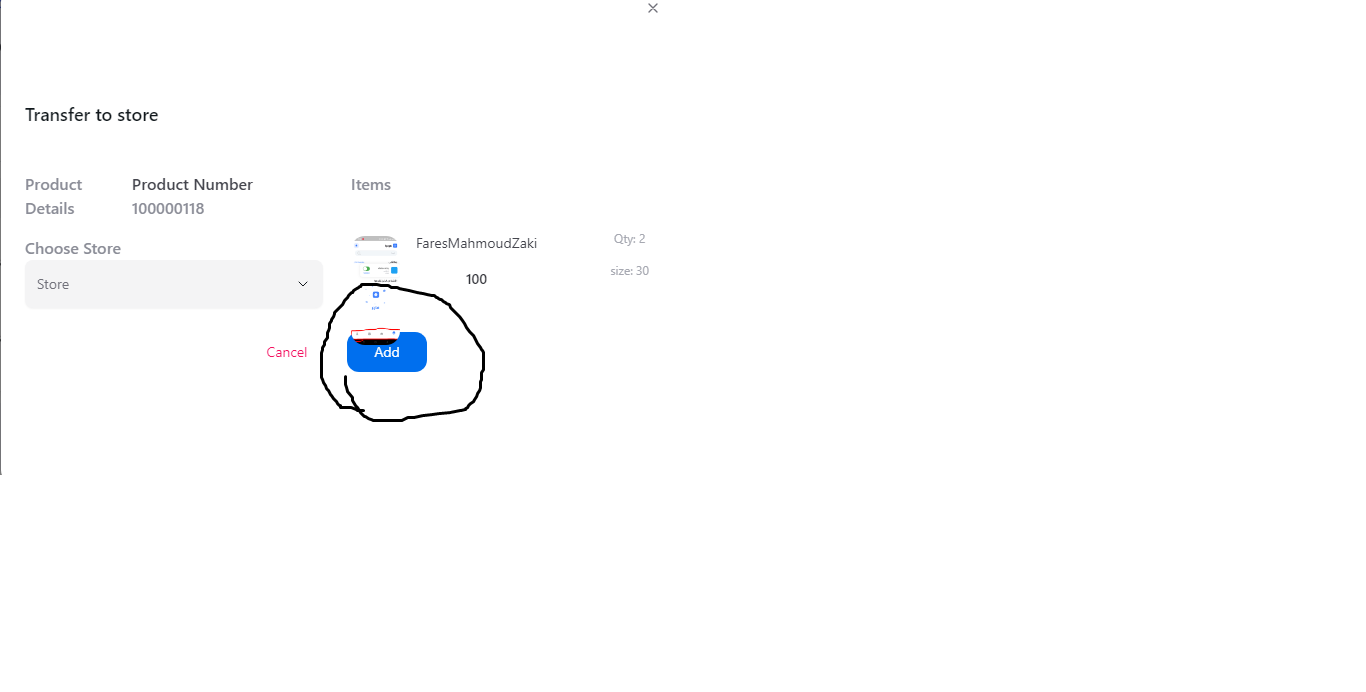 Transfer to store
Product Details
Product Number
100000118
Items
Choose Store
Store
FaresMahmoudZaki
100
Qty: 2
size: 30
Cancel
Add